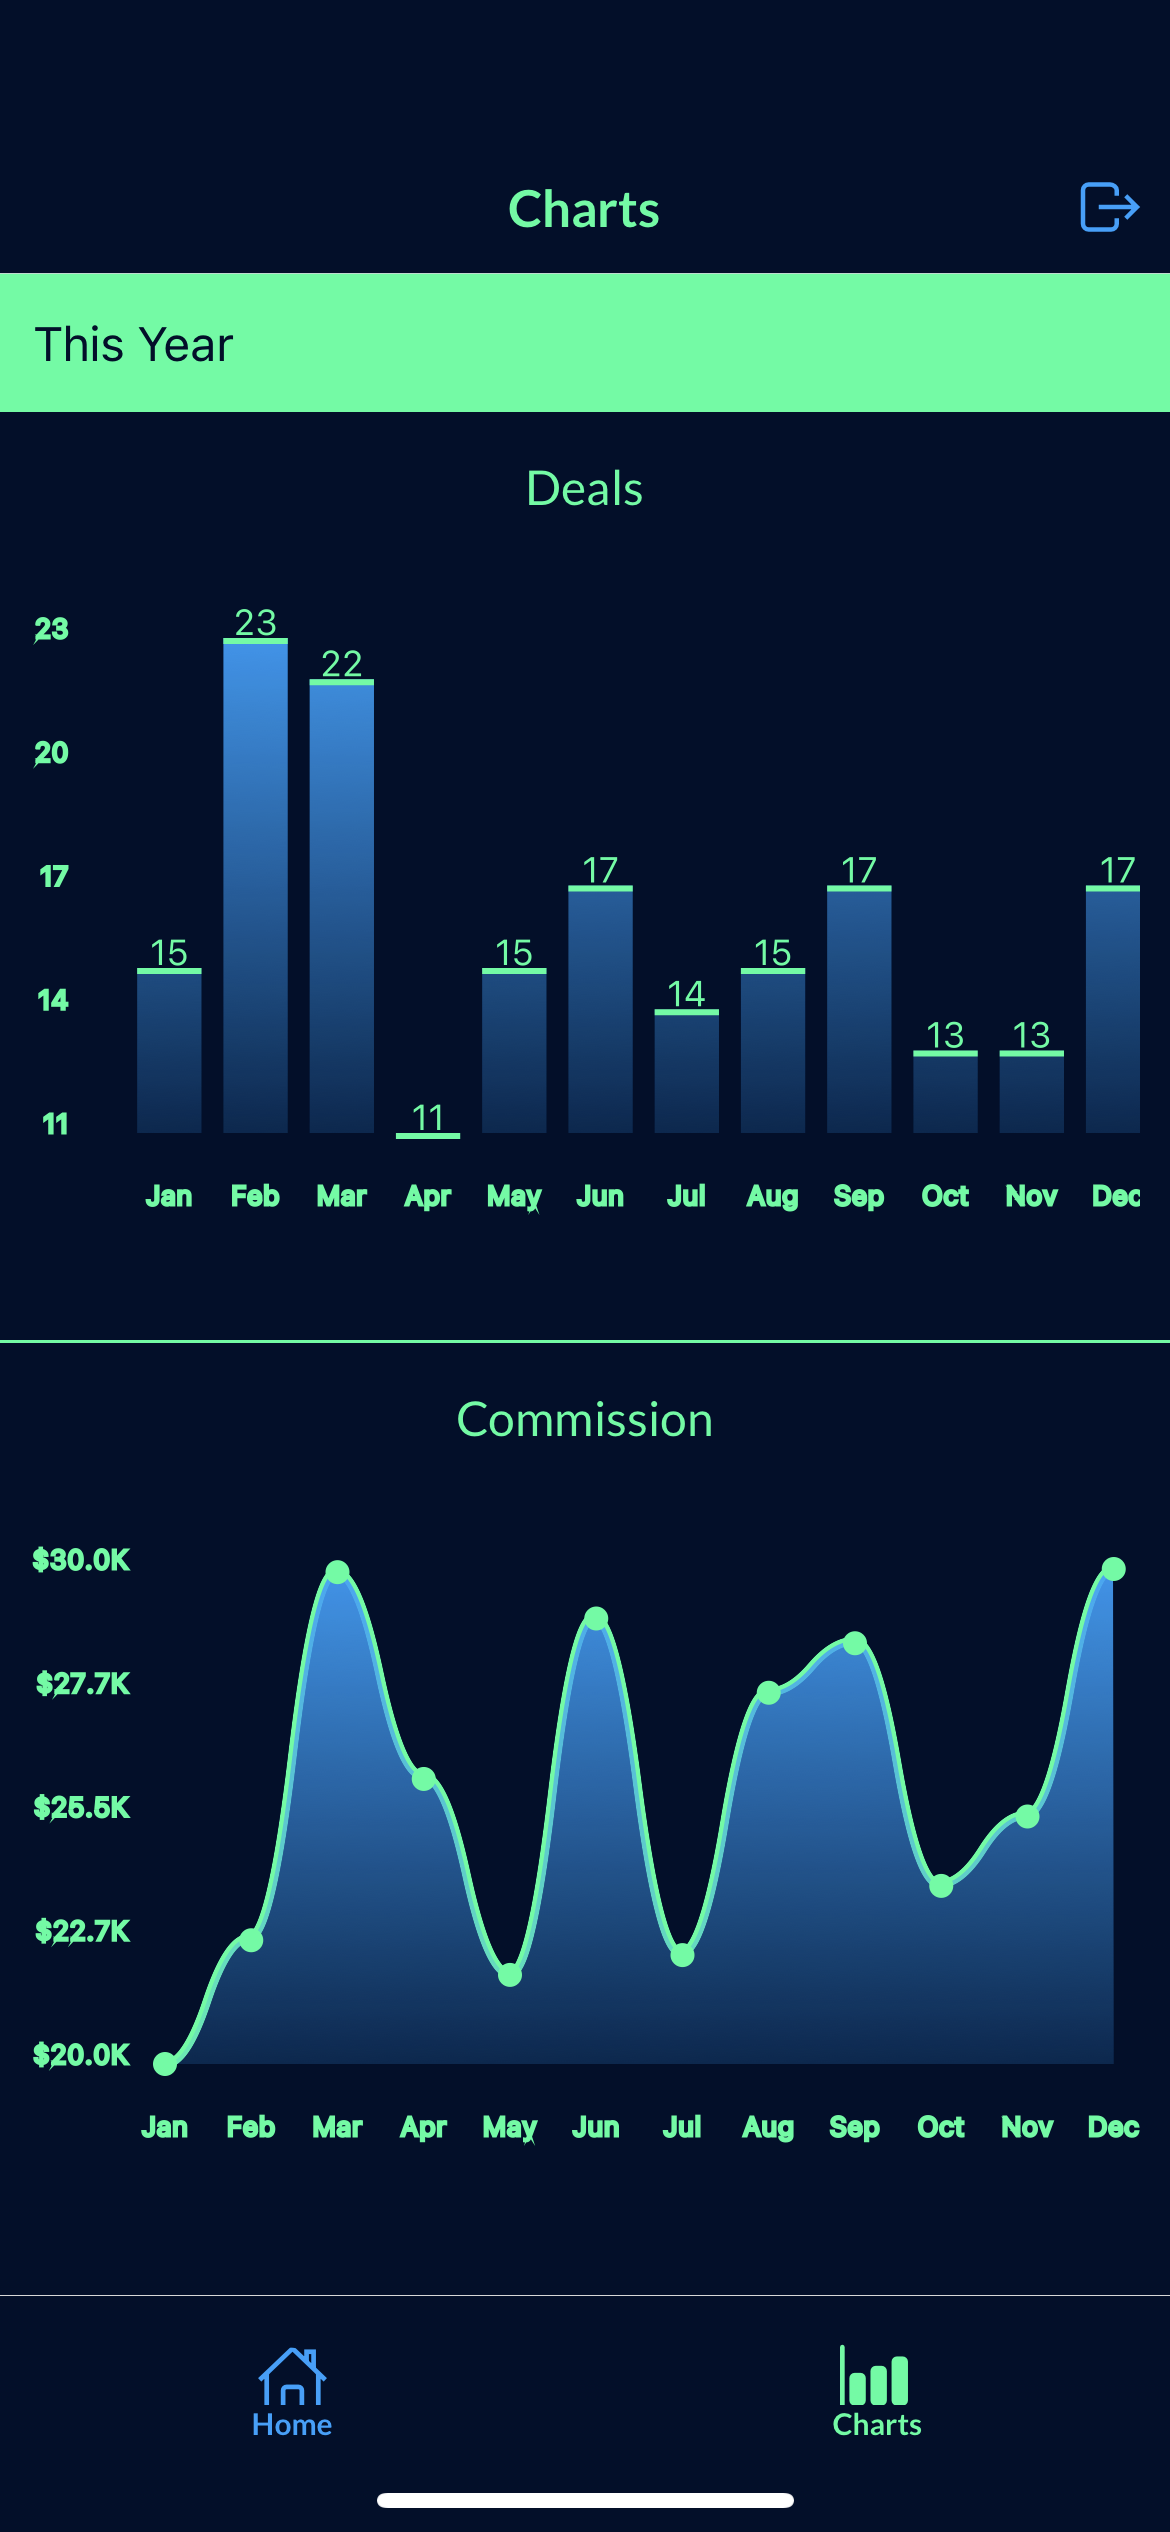 Charts
This Year
Deals
23
23
22
20
17
17
17
17
15
15
15
14
14
13
13
11
11
Jan Feb Mar Apr May Jun Jul Aug Sep Oct Nov Dec
Commission
$30.0K
$27.7K
$25.5K
$22.7K
$20.0K
Jan Feb Mar Apr May Jun Jul Aug Sep Oct Nov Dec
Home Charts